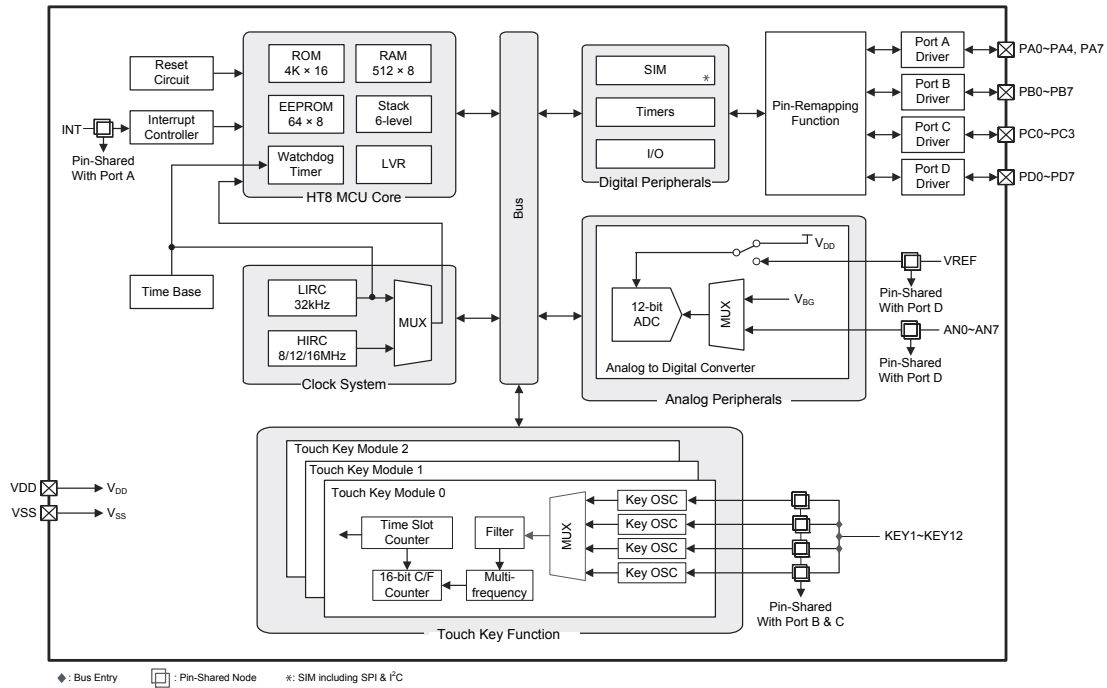 Reset
Circuit
INT
Interrupt
Controller
Pin-Shared
With Port A
ROM
4K × 16
RAM
512 × 8
EEPROM
64 × 8
Stack
6-level
Watchdog
Timer
LVR
HT8 MCU Core
Time Base
LIRC
32kHz
HIRC
8/12/16MHz
MUX
Clock System
Bus
SIM
*
Timers
I/O
Digital Peripherals
Pin-Remapping
Function
Port A
Driver
PA0~PA4, PA7
Port B
Driver
PB0~PB7
Port C
Driver
PC0~PC3
Port D
Driver
PD0~PD7
VDD
VREF
Pin-Shared
With Port D
12-bit
ADC
MUX
VBG
AN0~AN7
Pin-Shared
With Port D
Analog to Digital Converter
Analog Peripherals
VDD
VDD
VSS
VSS
Touch Key Module 2
Touch Key Module 1
Touch Key Module 0
Time Slot
Counter
Filter
16-bit C/F
Counter
Multi-
frequency
MUX
Key OSC
Key OSC
Key OSC
Key OSC
KEY1~KEY12
Pin-Shared
With Port B & C
Touch Key Function
: Bus Entry
: Pin-Shared Node
*: SIM including SPI & I²C